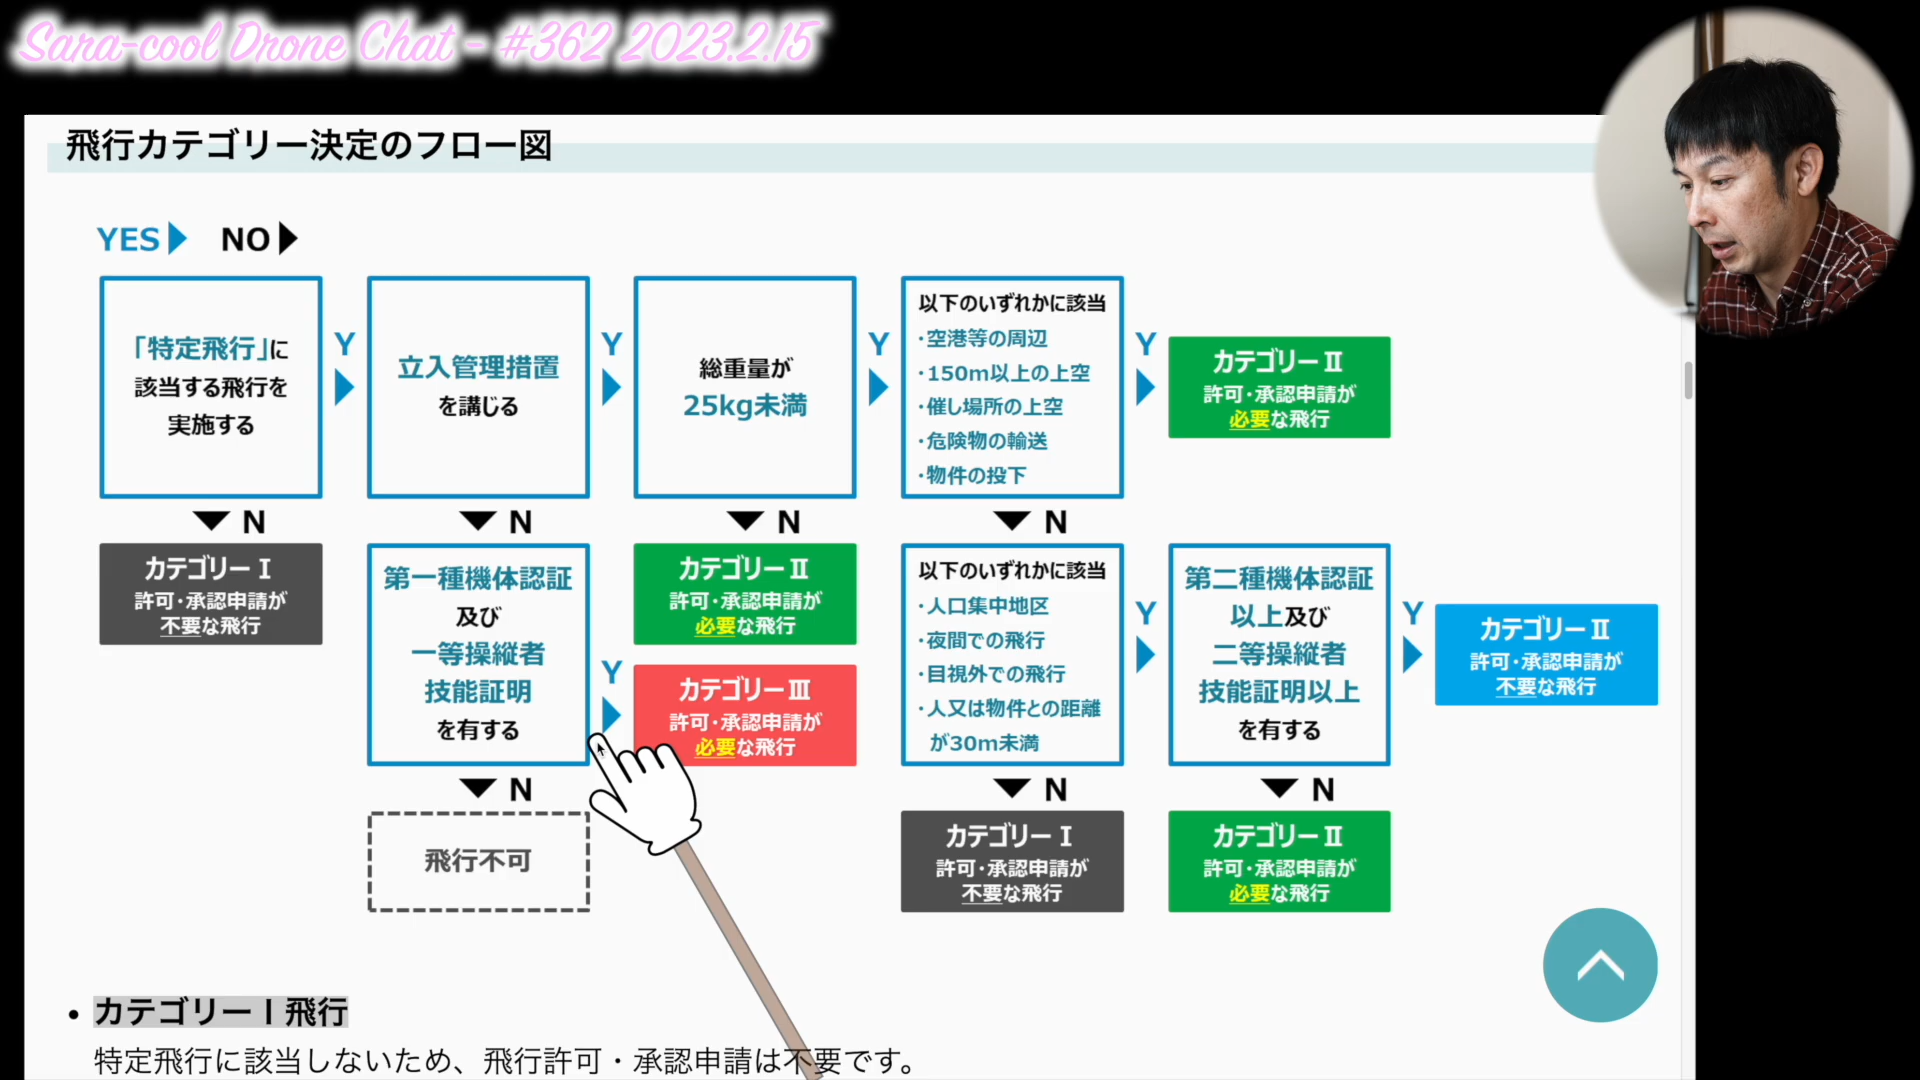 Sara-cool Drone Chat - #362 2023.2.15
飛行カテゴリー決定のフロー図
YES NO
「特定飛行」に
該当する飛行を
実施する
Y
立入管理措置
を講じる
Y
総重量が
25kg未満
Y
以下のいずれかに該当
・空港等の周辺
・150m以上の上空
・催し場所の上空
・危険物の輸送
・物件の投下
Y
カテゴリーⅡ
許可・承認申請が
必要な飛行
N
N
N
N
カテゴリーⅠ
許可・承認申請が
不要な飛行
第一種機体認証
及び
一等操縦者
技能証明
を有する
Y
カテゴリーⅡ
許可・承認申請が
必要な飛行
カテゴリーⅢ
許可・承認申請が
必要な飛行
以下のいずれかに該当
・人口集中地区
・夜間での飛行
・目視外での飛行
・人又は物件との距離
が30m未満
Y
第二種機体認証
以上及び
二等操縦者
技能証明以上
を有する
Y
カテゴリーⅡ
許可・承認申請が
不要な飛行
N
N
N
飛行不可
カテゴリーⅠ
許可・承認申請が
不要な飛行
カテゴリーⅡ
許可・承認申請が
必要な飛行
• カテゴリーⅠ飛行
特定飛行に該当しないため、飛行許可・承認申請は不要です。